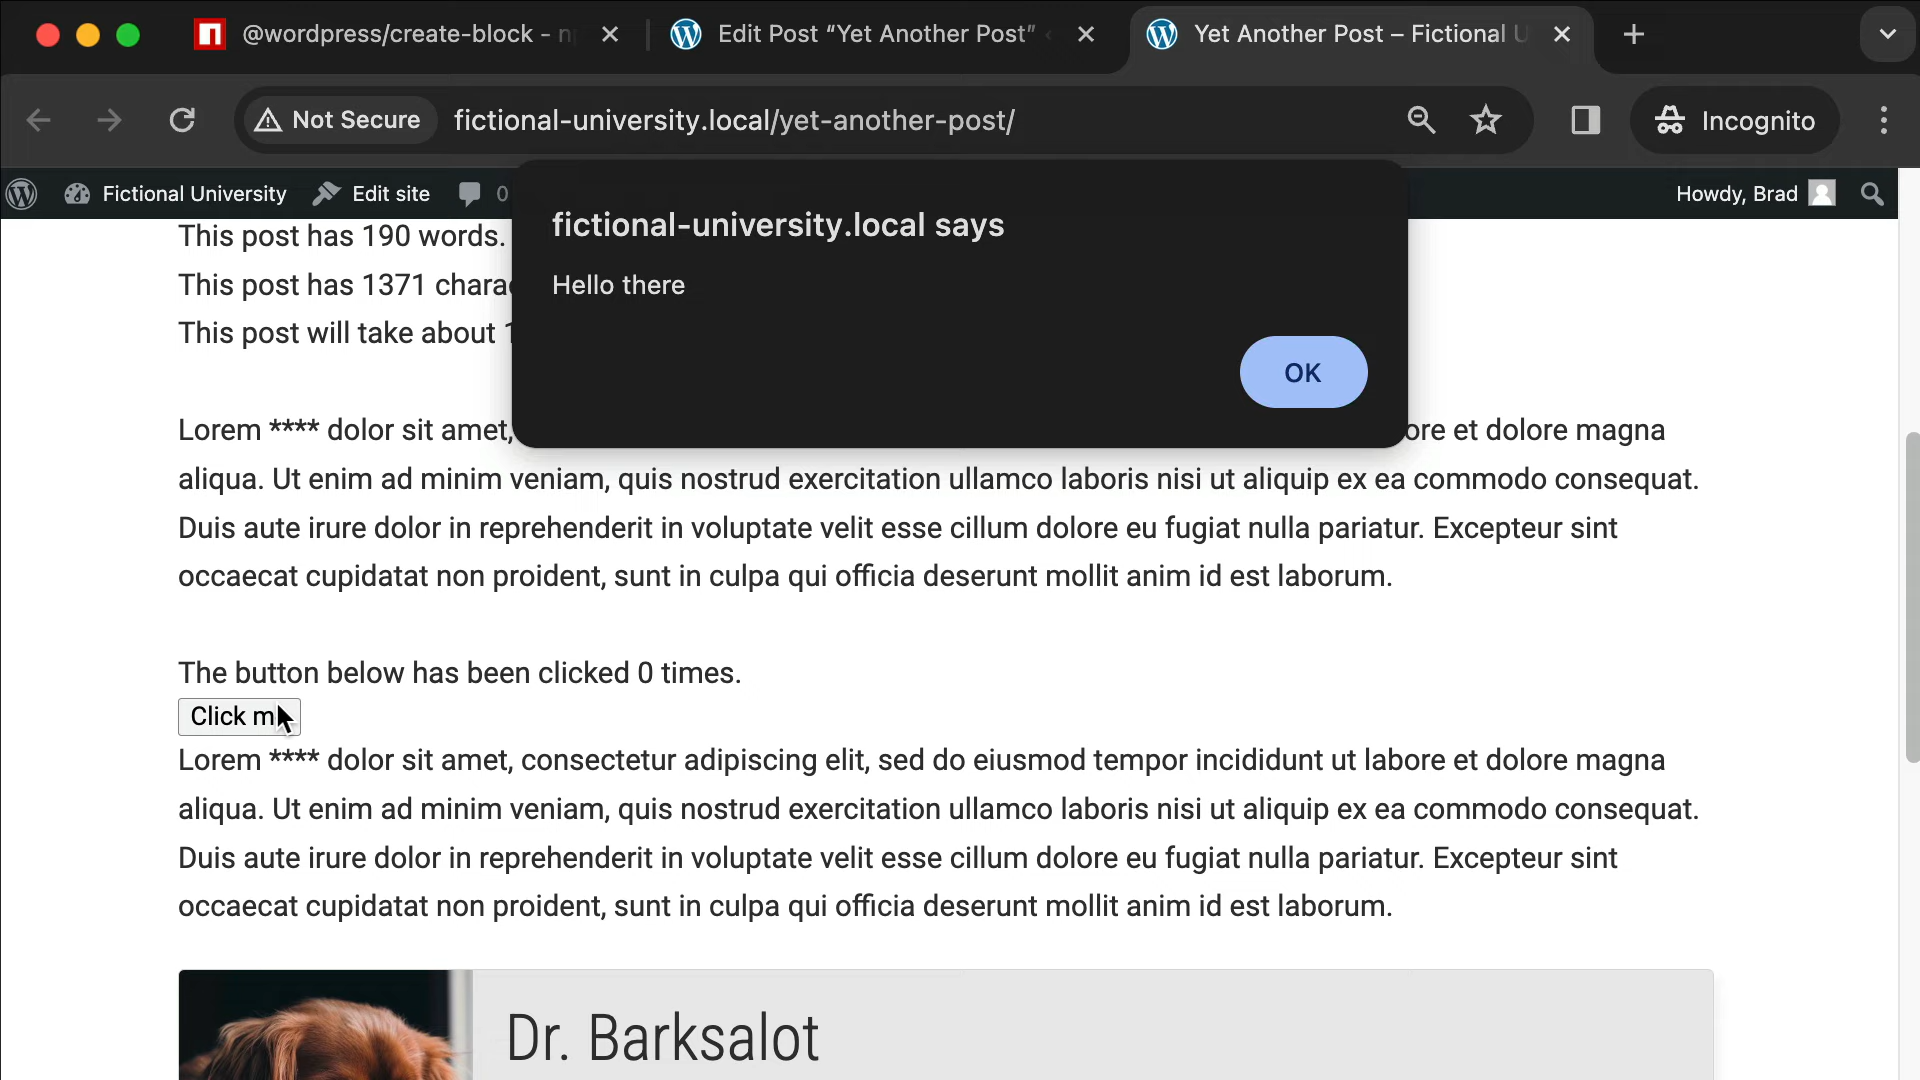 @wordpress/create-block - n
Edit Post “Yet Another Post”
Yet Another Post – Fictional U
Not Secure
fictional-university.local/yet-another-post/
Incognito
Fictional University
Edit site
0
Howdy, Brad
fictional-university.local says
Hello there
OK
This post has 190 words.
This post has 1371 charac
This post will take about 1
Lorem **** dolor sit amet, ore et dolore magna
aliqua. Ut enim ad minim veniam, quis nostrud exercitation ullamco laboris nisi ut aliquip ex ea commodo consequat.
Duis aute irure dolor in reprehenderit in voluptate velit esse cillum dolore eu fugiat nulla pariatur. Excepteur sint
occaecat cupidatat non proident, sunt in culpa qui officia deserunt mollit anim id est laborum.
The button below has been clicked 0 times.
Click m
Lorem **** dolor sit amet, consectetur adipiscing elit, sed do eiusmod tempor incididunt ut labore et dolore magna
aliqua. Ut enim ad minim veniam, quis nostrud exercitation ullamco laboris nisi ut aliquip ex ea commodo consequat.
Duis aute irure dolor in reprehenderit in voluptate velit esse cillum dolore eu fugiat nulla pariatur. Excepteur sint
occaecat cupidatat non proident, sunt in culpa qui officia deserunt mollit anim id est laborum.
Dr. Barksalot